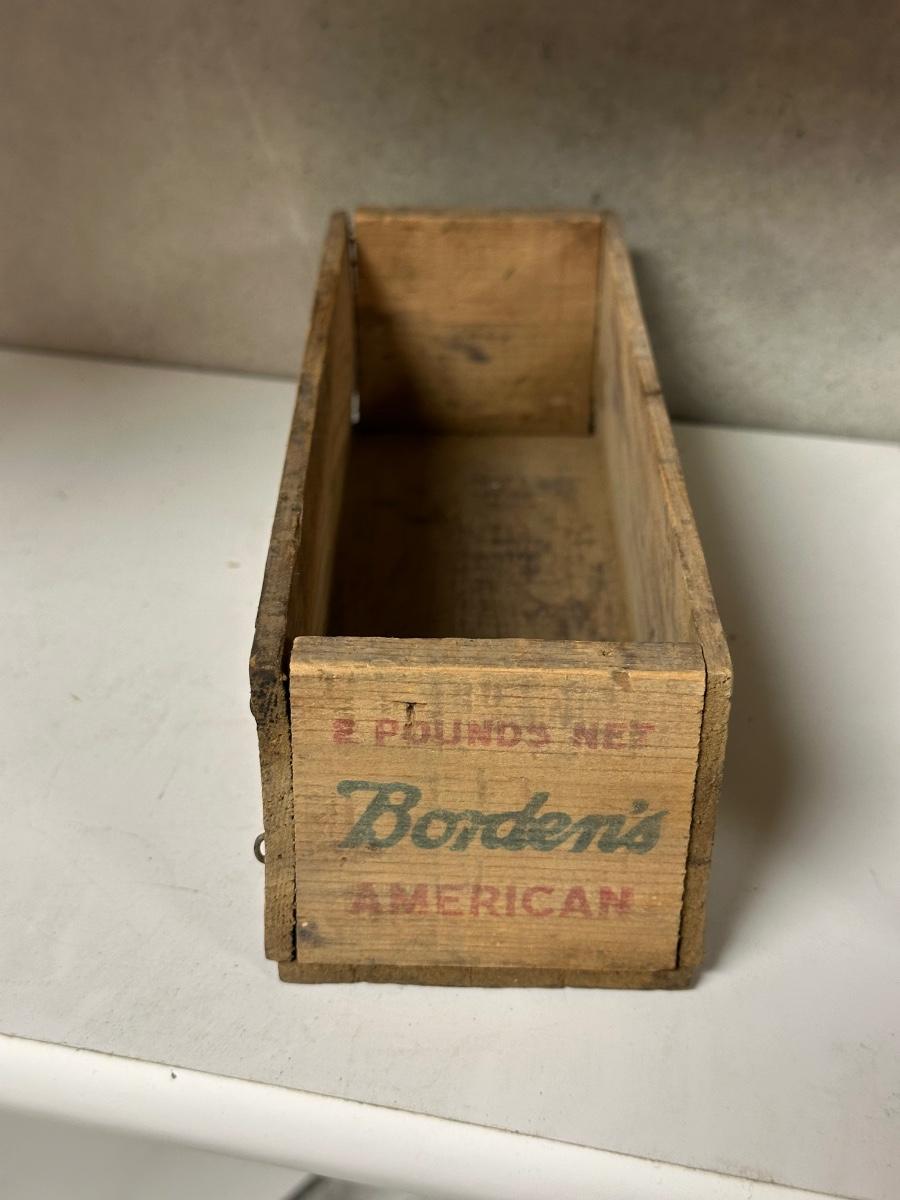 2 POUNDS NET
Borden's
AMERICAN